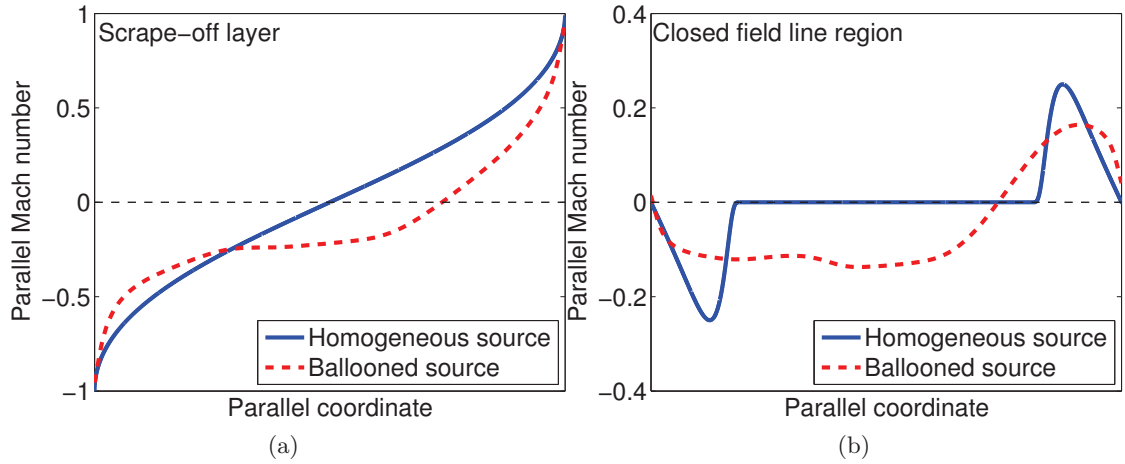 Scrape-off layer
Parallel Mach number
1
0.5
0
-0.5
-1
Homogeneous source
Ballooned source
Parallel coordinate
(a)
Closed field line region
Parallel Mach number
0.4
0.2
0
-0.2
-0.4
Homogeneous source
Ballooned source
Parallel coordinate
(b)